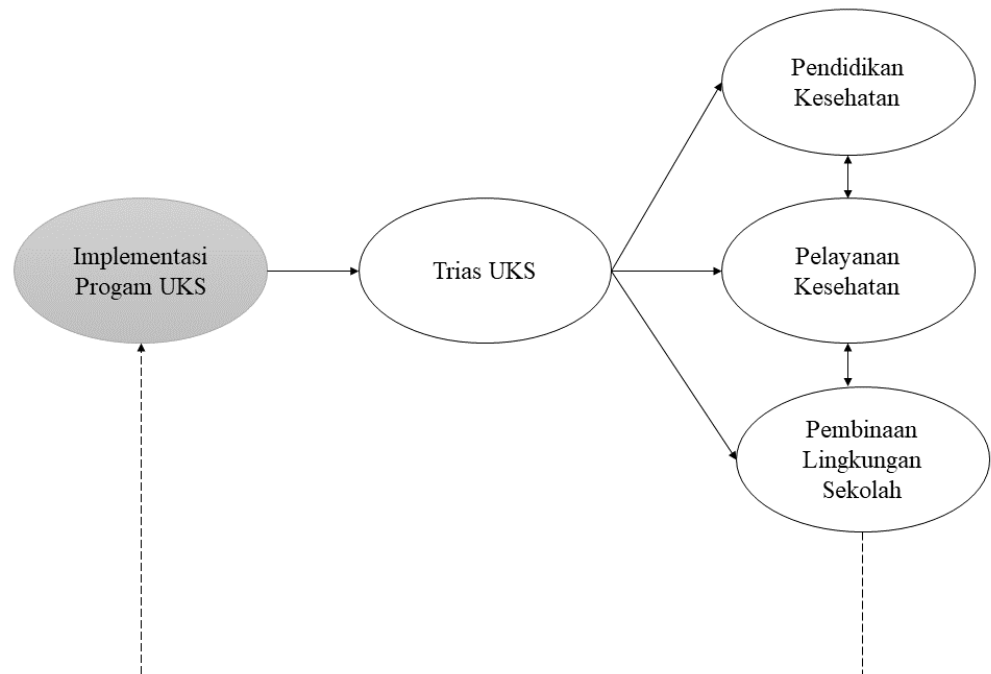 Implementasi
Progam UKS
Trias UKS
Pendidikan
Kesehatan
Pelayanan
Kesehatan
Pembinaan
Lingkungan
Sekolah